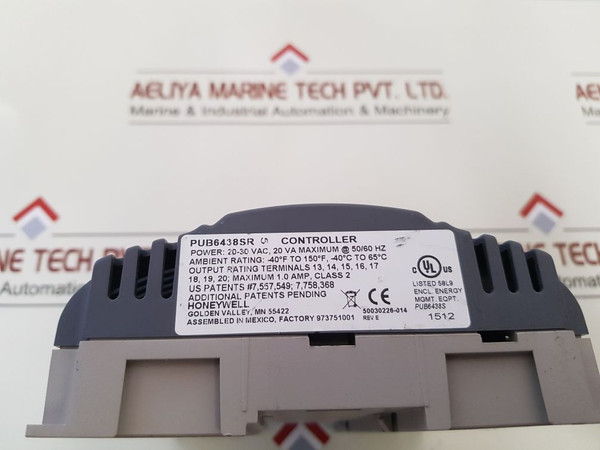 AELIYA MARINE TECH PVT. LTD.
Marine & Industrial Automation & Machinery
PUB6438SR S CONTROLLER
POWER: 20-30 VAC, 20 VA MAXIMUM @ 50/60 HZ
AMBIENT RATING: -40°F TO 150°F, -40°C TO 65°C
OUTPUT RATING TERMINALS 13, 14, 15, 16, 17
18, 19, 20; MAXIMUM 1.0 AMP, CLASS 2
US PATENTS #7,557,549; 7,758,368
ADDITIONAL PATENTS PENDING
HONEYWELL
GOLDEN VALLEY, MN 55422
ASSEMBLED IN MEXICO, FACTORY 973751001
CE
50030228-014
REV E
C UL US
LISTED 58L9
ENCL. ENERGY
MGMT. EQPT.
PUB6438S
1512